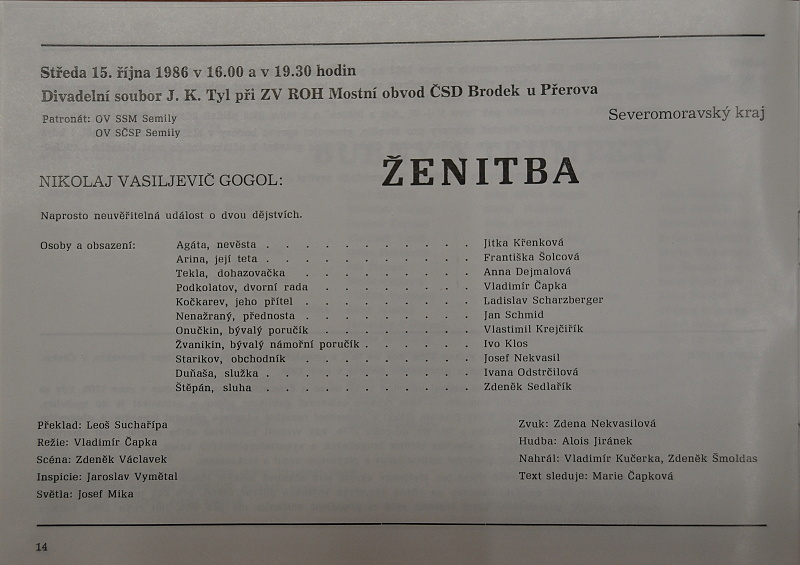 Středa 15. října 1986 v 16.00 a v 19.30 hodin
Divadelní soubor J. K. Tyl při ZV ROH Mostní obvod ČSD Brodek u Přerova
Patronát: OV SSM Semily
OV SČSP Semily
Severomoravský kraj
NIKOLAJ VASILJEVIČ GOGOL: ŽENITBA
Naprosto neuvěřitelná událost o dvou dějstvích.
Osoby a obsazení: Agáta, nevěsta . . . . . . . . . . . Jitka Křenková
Arina, její teta . . . . . . . . . . . Františka Šolcová
Tekla, dohazovačka . . . . . . . . . . Anna Dejmalová
Podkolatov, dvorní rada . . . . . . . . Vladimír Čapka
Kočkarev, jeho přítel . . . . . . . . . Ladislav Scharzberger
Nenažraný, přednosta . . . . . . . . . Jan Schmid
Onučkin, bývalý poručík . . . . . . . . Vlastimil Krejčiřík
Žvanikin, bývalý námořní poručík . . . . . Ivo Klos
Starikov, obchodník . . . . . . . . . Josef Nekvasil
Duňaša, služka . . . . . . . . . . . Ivana Odstrčilová
Štěpán, sluha . . . . . . . . . . . Zdeněk Sedlařík
Překlad: Leoš Suchařípa
Režie: Vladimír Čapka
Scéna: Zdeněk Václavek
Inspicie: Jaroslav Vymětal
Světla: Josef Mika
Zvuk: Zdena Nekvasilová
Hudba: Alois Jiránek
Nahrál: Vladimír Kučerka, Zdeněk Šmoldas
Text sleduje: Marie Čapková
14